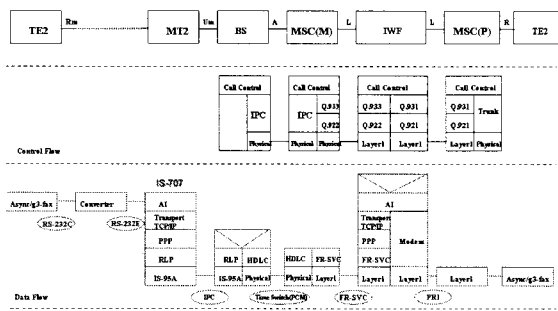 TE2 Rm MT2 Um BS A MSC(M) L IWF L MSC(P) R TE2
Call Control Call Control Call Control Call Control
IPC IPC Q.933 Q.933 Q.931 Q.931 Trunk
Q.922 Q.922 Q.921 Q.921
Physical Physical Physical Layer1 Layer1 Layer1 Physical
Control Flow
IS-707
Async/g3-fax Converter AI AI
RS-232C RS-232E Transport TCP/IP Transport TCP/IP
PPP PPP Modem
RLP RLP HDLC HDLC FR-SVC FR-SVC
IS-95A IS-95A Physical Physical Layer1 Layer1 Layer1 Layer1 Async/g3-fax
Data Flow IPC Time Switch(PCM) FR-SVC PRI